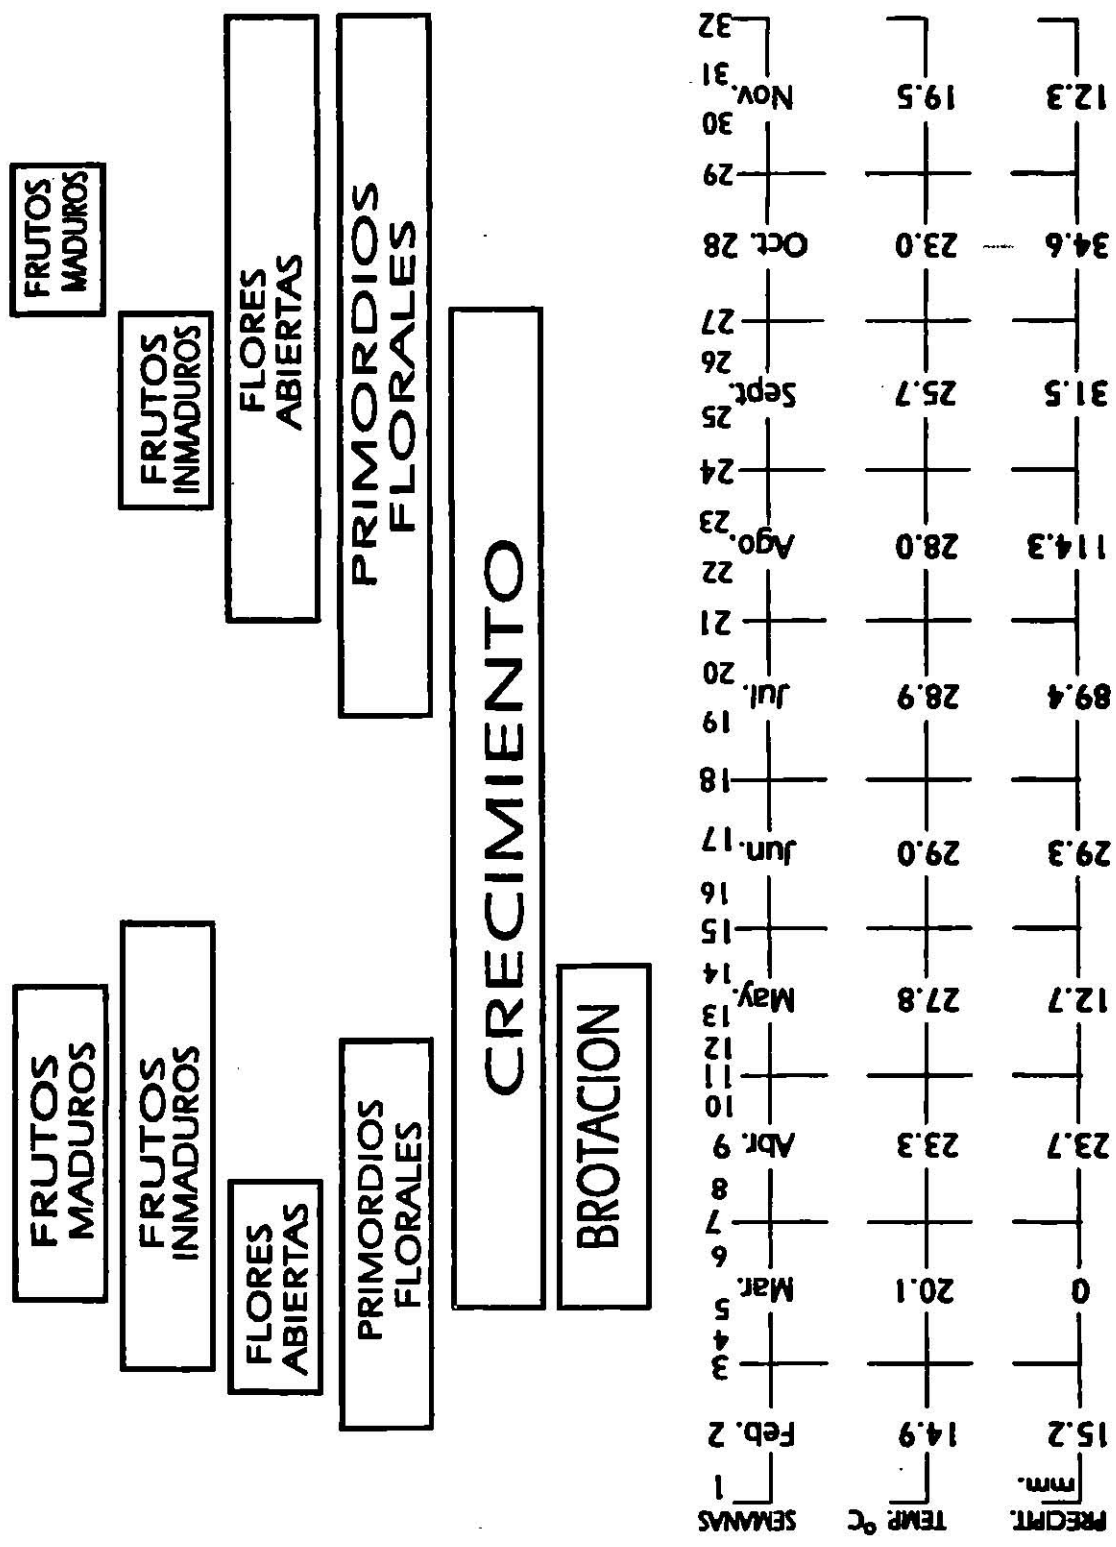 FRUTOS
MADUROS
FRUTOS
MADUROS
FRUTOS
INMADUROS
FRUTOS
INMADUROS
FLORES
ABIERTAS
FLORES
ABIERTAS
PRIMORDIOS
FLORALES
PRIMORDIOS
FLORALES
CRECIMIENTO
BROTACION
SEMANAS
1
Feb. 2
3
4
5
Mar.
6
7
8
Abr. 9
10
11
12
13
May.
14
15
16
Jun. 17
18
19
Jul.
20
21
22
Ago.
23
24
25
Sept.
26
27
Oct. 28
29
30
Nov.
31
32
TEMP. °C
14.9
20.1
23.3
27.8
29.0
28.9
28.0
25.7
23.0
19.5
PRECIPIT.
mm.
15.2
0
23.7
12.7
29.3
89.4
114.3
31.5
34.6
12.3